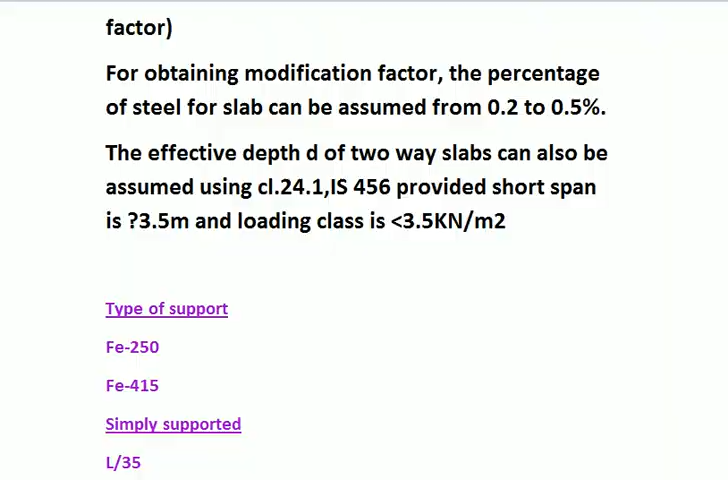 factor)
For obtaining modification factor, the percentage
of steel for slab can be assumed from 0.2 to 0.5%.
The effective depth d of two way slabs can also be
assumed using cl.24.1,IS 456 provided short span
is ?3.5m and loading class is <3.5KN/m2
Type of support
Fe-250
Fe-415
Simply supported
L/35